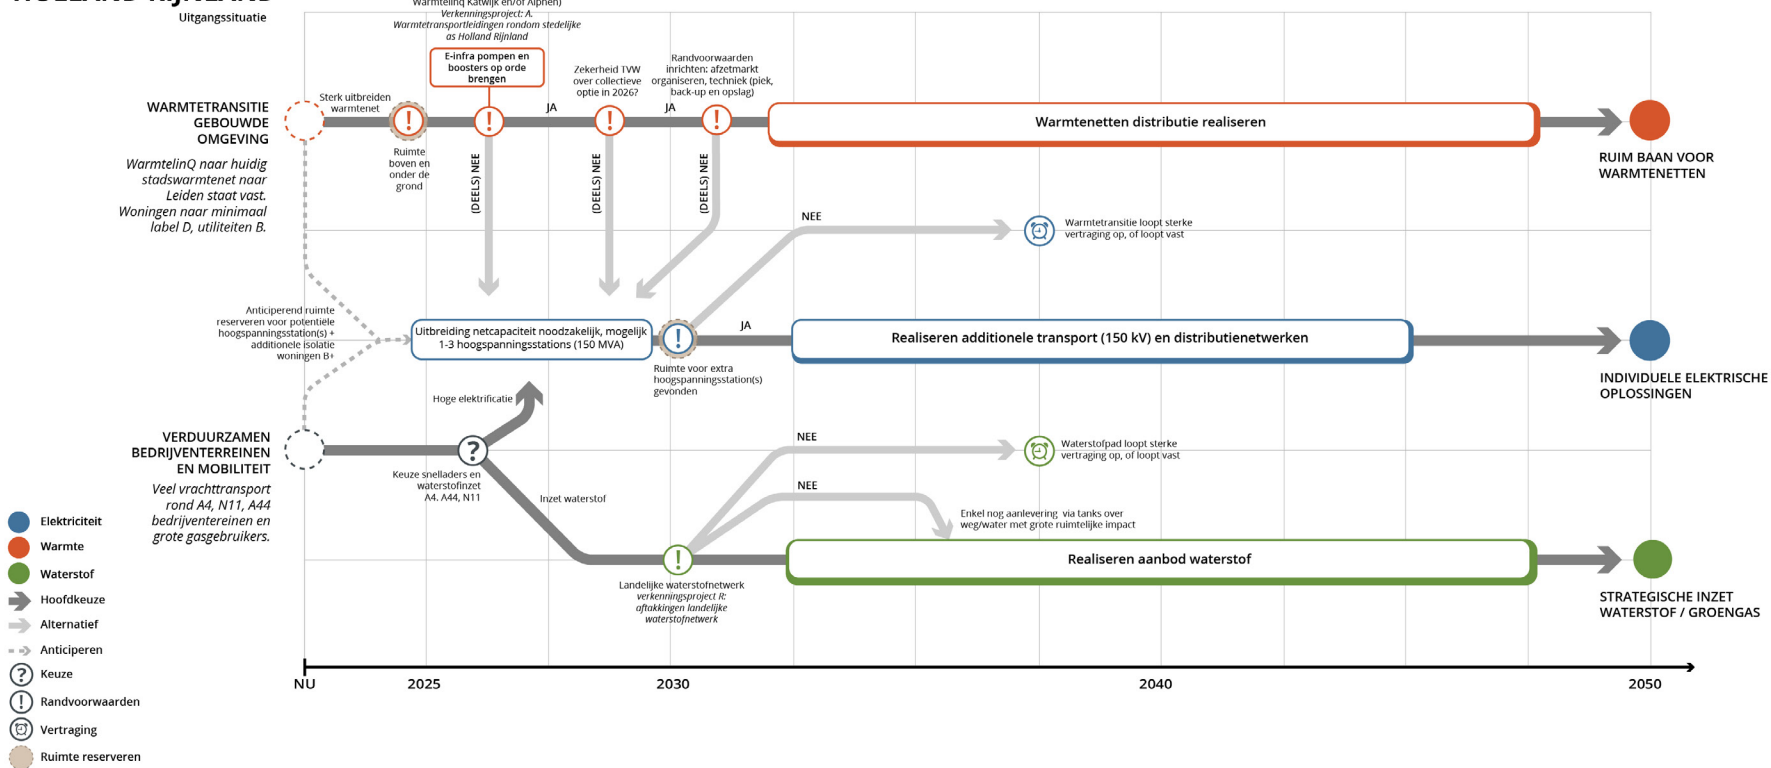 HOLLAND RIJNLAND
Uitgangssituatie
WarmtelinQ Katwijk en/of Alphen)
Verkenningsproject: A.
Warmtetransportleidingen rondom stedelijke
as Holland Rijnland
E-infra pompen en
boosters op orde
brengen
Zekerheid TVW
over collectieve
optie in 2026?
Randvoorwaarden
inrichten: afzetmarkt
organiseren, techniek (piek,
back-up en opslag)
Sterk uitbreiden
warmtenet
JA
JA
WARMTETRANSITIE
GEBOUWDE
OMGEVING
!
!
!
!
Warmtenetten distributie realiseren
RUIM BAAN VOOR
WARMTENETTEN
WarmtelinQ naar huidig
stadswarmtenet naar
Leiden staat vast.
Woningen naar minimaal
label D, utiliteiten B.
Ruimte
boven en
onder de
grond
(DEELS) NEE
(DEELS) NEE
(DEELS) NEE
NEE
Warmtetransitie loopt sterke
vertraging op, of loopt vast
Anticiperend ruimte
reserveren voor potentiële
hoogspanningsstation(s) +
additionele isolatie
woningen B+
Uitbreiding netcapaciteit noodzakelijk, mogelijk
1-3 hoogspanningsstations (150 MVA)
!
JA
Realiseren additionele transport (150 kV) en distributienetwerken
INDIVIDUELE ELEKTRISCHE
OPLOSSINGEN
Ruimte voor extra
hoogspanningsstation(s)
gevonden
Hoge elektrificatie
VERDUURZAMEN
BEDRIJVENTERREINEN
EN MOBILITEIT
?
Keuze snelladers en
waterstofinzet
A4. A44, N11
Veel vrachttransport
rond A4, N11, A44
bedrijventereinen en
grote gasgebruikers.
Inzet waterstof
NEE
Waterstofpad loopt sterke
vertraging op, of loopt vast
NEE
Enkel nog aanlevering via tanks over
weg/water met grote ruimtelijke impact
!
Realiseren aanbod waterstof
Landelijke waterstofnetwerk
verkenningsproject R:
aftakkingen landelijke
waterstofnetwerk
STRATEGISCHE INZET
WATERSTOF / GROENGAS
Elektriciteit
Warmte
Waterstof
Hoofdkeuze
Alternatief
Anticiperen
? Keuze
! Randvoorwaarden
Vertraging
Ruimte reserveren
NU
2025
2030
2040
2050